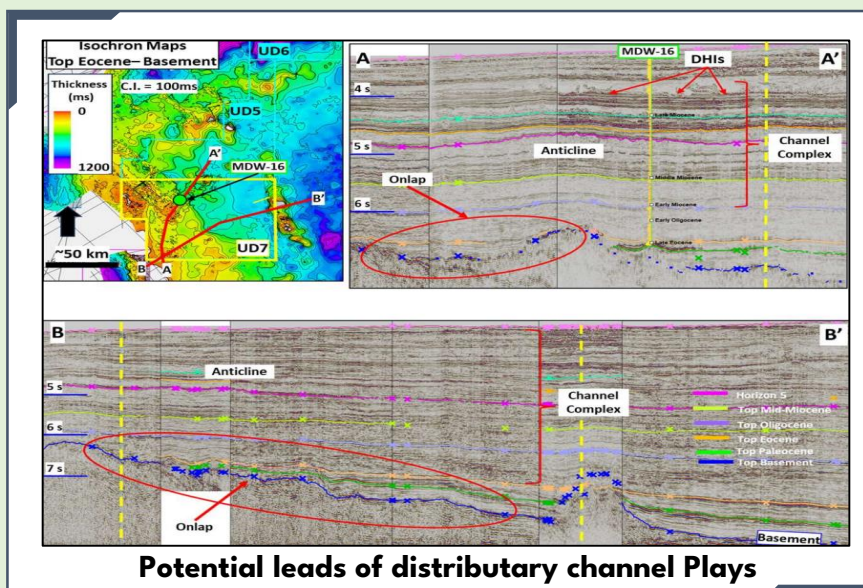 Isochron Maps
Top Eocene– Basement
UD6
Thickness
(ms)
0
1200
C.I. = 100ms
UD5
A'
MDW-16
B'
UD7
~50 km
B
A
A
MDW-16
DHIs
A'
4 s
Late Miocene
5 s
Anticline
Channel
Complex
Onlap
Middle Miocene
6 s
Early Miocene
Early Oligocene
Late Eocene
B
B'
Anticline
5 s
Channel
Complex
Horizon 5
Top Mid-Miocene
6 s
Top Oligocene
Top Eocene
Top Paleocene
7 s
Top Basement
Onlap
Basement
Potential leads of distributary channel Plays